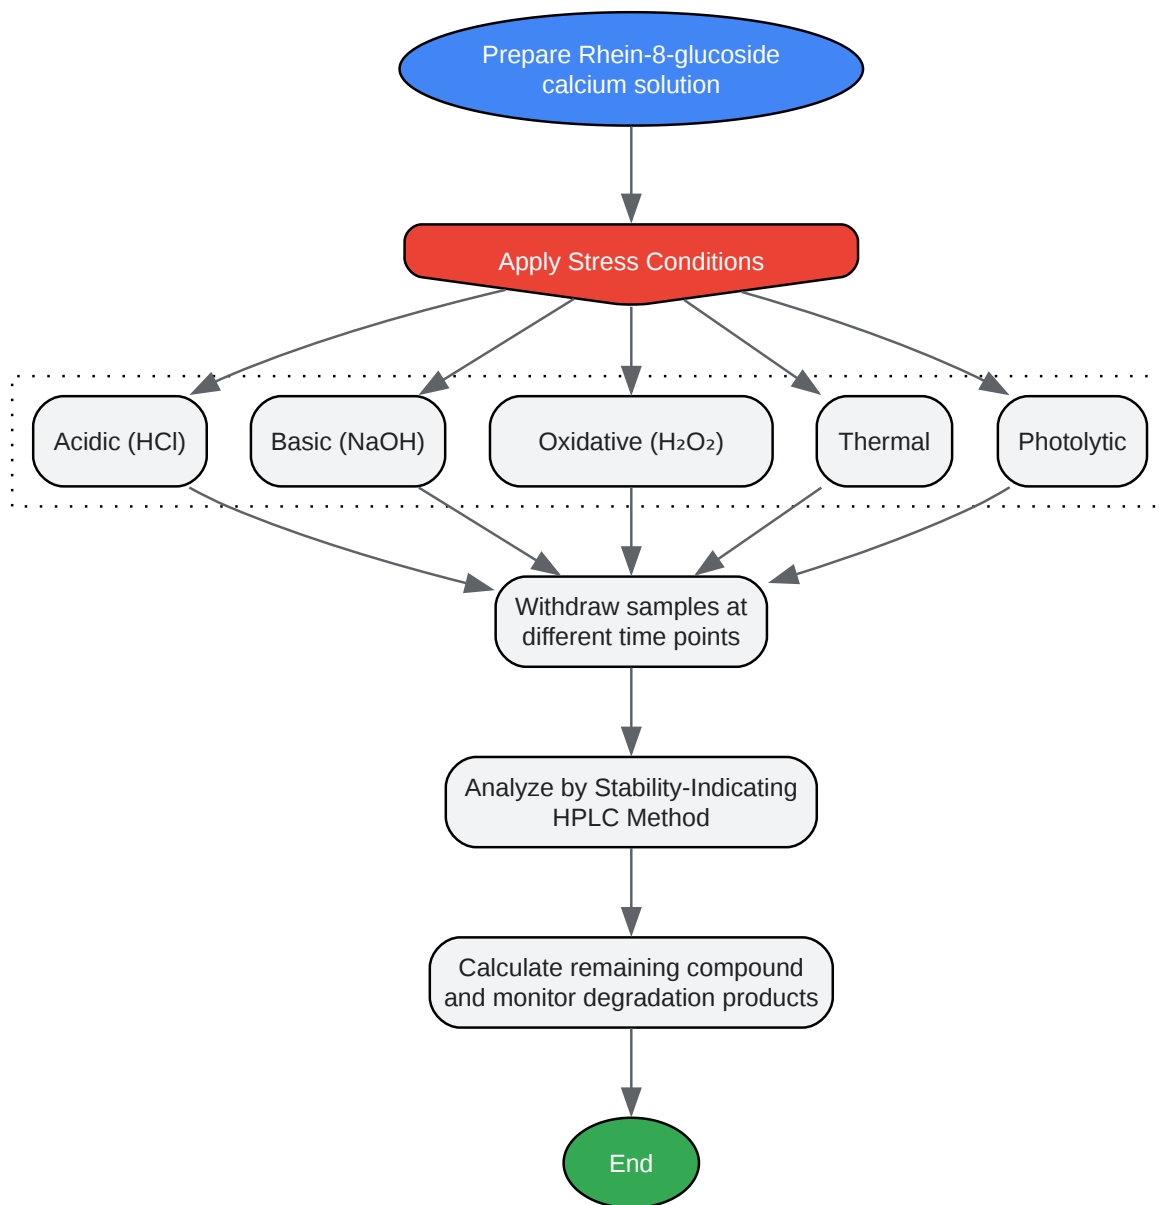 Prepare Rhein-8-glucoside
calcium solution
Apply Stress Conditions
Acidic (HCl)
Basic (NaOH)
Oxidative (H₂O₂)
Thermal
Photolytic
Withdraw samples at
different time points
Analyze by Stability-Indicating
HPLC Method
Calculate remaining compound
and monitor degradation products
End